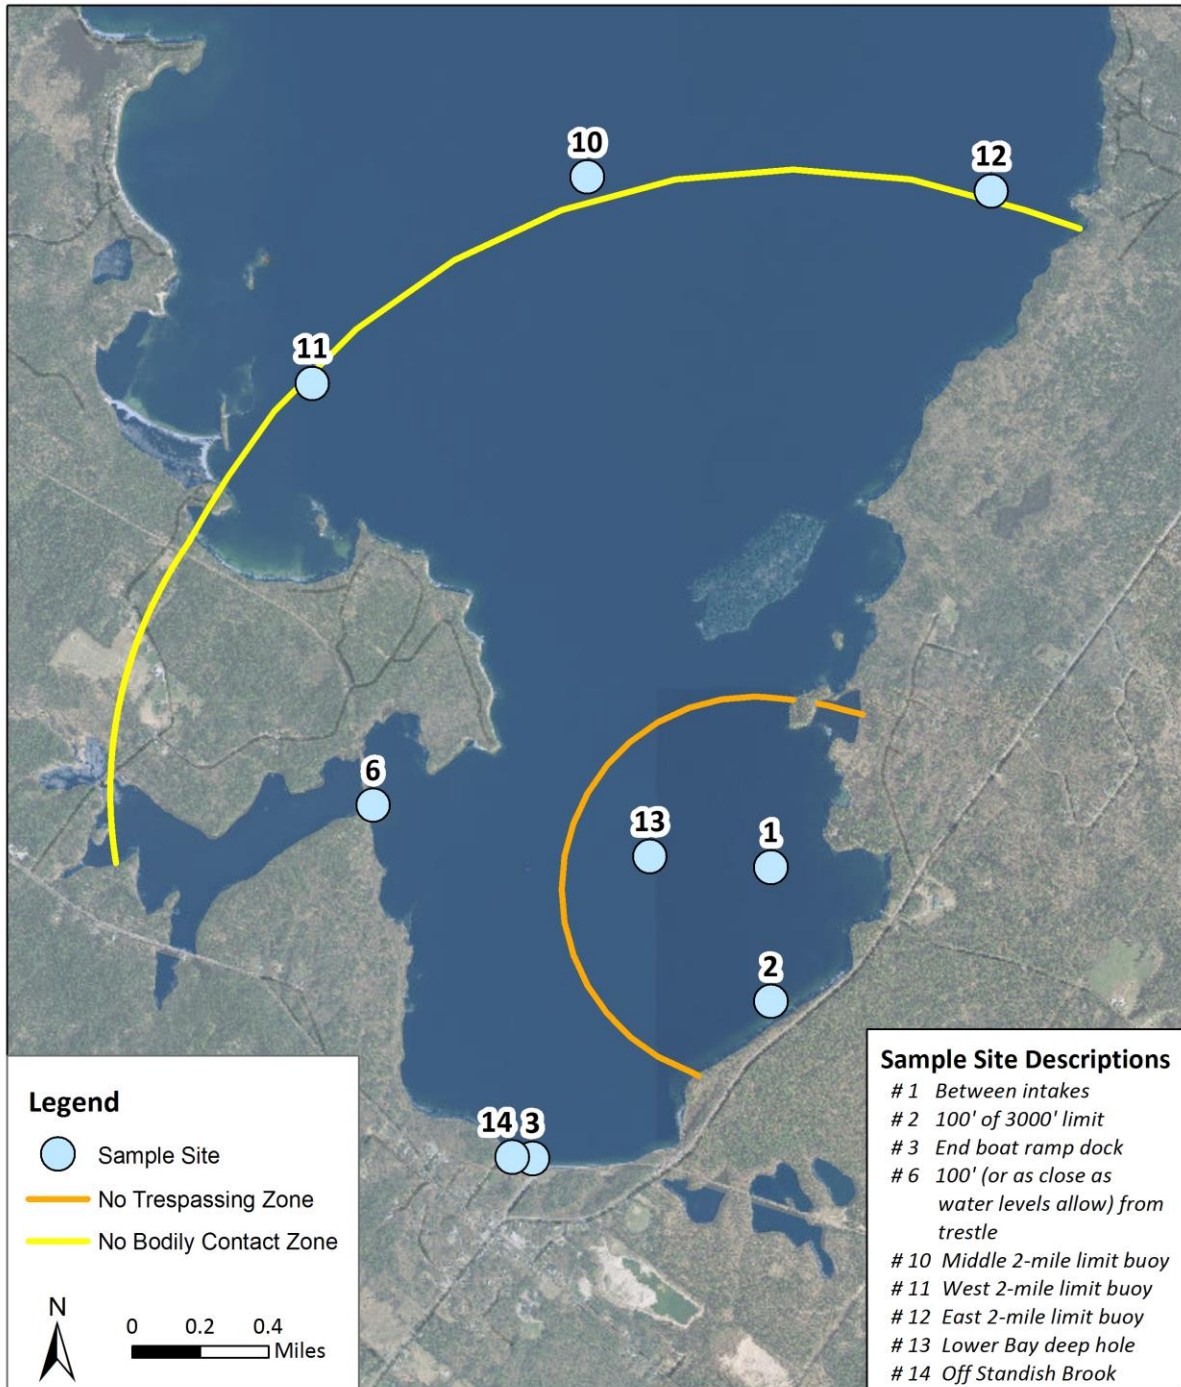 10
12
11
6
13
1
2
14
3
Legend
Sample Site
No Trespassing Zone
No Bodily Contact Zone
N
0 0.2 0.4
Miles
Sample Site Descriptions
# 1 Between intakes
# 2 100' of 3000' limit
# 3 End boat ramp dock
# 6 100' (or as close as
water levels allow) from
trestle
# 10 Middle 2-mile limit buoy
# 11 West 2-mile limit buoy
# 12 East 2-mile limit buoy
# 13 Lower Bay deep hole
# 14 Off Standish Brook